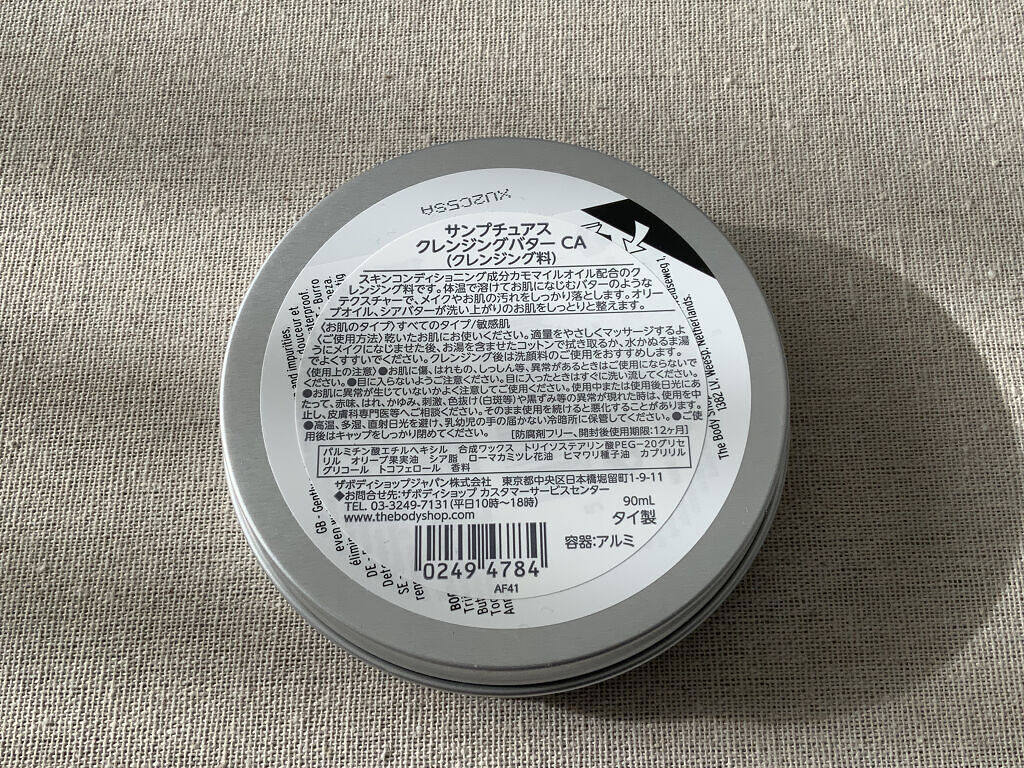 XU2C5SA
サンプチュアス
クレンジングバター CA
(クレンジング料)
スキンコンディショニング成分カモマイルオイル配合のク
レンジング料です。体温で溶けてお肌になじむバターのような
テクスチャーで、メイクやお肌の汚れをしっかり落とします。オリー
ブオイル、シアバターが洗い上がりのお肌をしっとりと整えます。
〈お肌のタイプ〉すべてのタイプ/敏感肌
〈ご使用方法〉乾いたお肌にお使いください。適量をやさしくマッサージするよ
うにメイクになじませた後、お湯を含ませたコットンで拭き取るか、水かぬるま湯
でよくすすいでください。クレンジング後は洗顔料のご使用をおすすめします。
〈使用上の注意〉●お肌に傷、はれもの、しっしん等、異常があるときはご使用にならないで
ください。●目に入らないようご注意ください。目に入ったときはすぐに洗い流してください。
●お肌に異常が生じていないかよく注意してご使用ください。使用中または使用後日光にあ
たって、赤味、はれ、かゆみ、刺激、色抜け(白斑等)や黒ずみ等の異常が現れた時は、使用を中
止し、皮膚科専門医等へご相談ください。そのまま使用を続けると悪化することがあります。
●高温、多湿、直射日光を避け、乳幼児の手の届かない冷暗所に保管してください。●ご使
用後はキャップをしっかり閉めてください。 [防腐剤フリー、開封後使用期限:12ヶ月]
パルミチン酸エチルヘキシル 合成ワックス トリイソステアリン酸PEG-20グリセ
リル オリーブ果実油 シア脂 ローマカミツレ花油 ヒマワリ種子油 カプリリル
グリコール トコフェロール 香料
ザボディショップジャパン株式会社 東京都中央区日本橋堀留町1-9-11
◆お問合せ先:ザボディショップ カスタマーサービスセンター
TEL. 03-3249-7131(平日10時～18時)
www.thebodyshop.com
90mL
タイ製
容器:アルミ
0249 4784
AF41
The Body
1382 LV Weesp, Netherlands.
and immunities.
GB - Gentl
even w
élimi
DE -
SE -